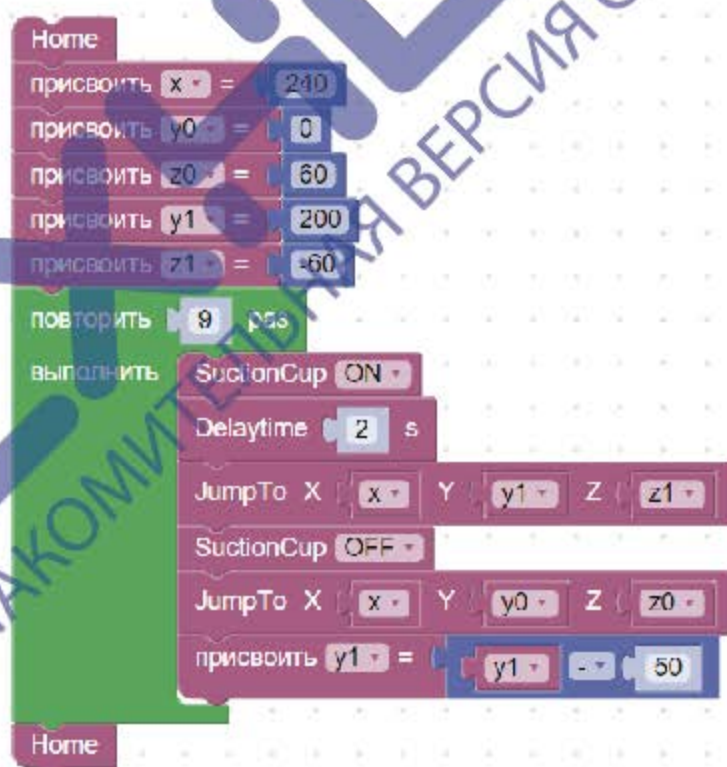 Home
присвоить x = 240
присвоить y0 = 0
присвоить z0 = 60
присвоить y1 = 200
присвоить z1 = -60
повторить 9 раз
выполнить SuctionCup ON
Delaytime 2 s
JumpTo X x Y y1 Z z1
SuctionCup OFF
JumpTo X x Y y0 Z z0
присвоить y1 = y1 - 50
Home
ВЕРСИЯ